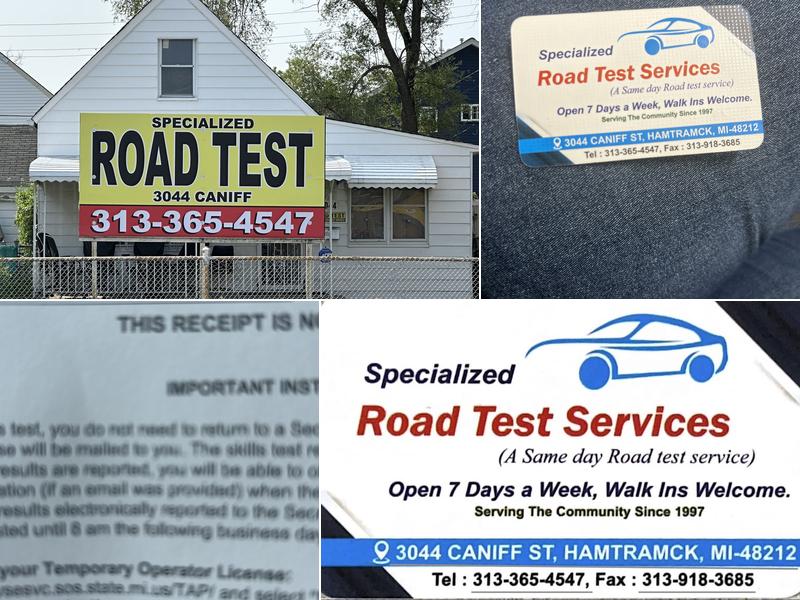 SPECIALIZED
ROAD TEST
3044 CANIFF
313-365-4547
Specialized
Road Test Services
(A Same day Road test service)
Open 7 Days a Week, Walk Ins Welcome.
Serving The Community Since 1997
3044 CANIFF ST, HAMTRAMCK, MI-48212
Tel : 313-365-4547, Fax : 313-918-3685
THIS RECEIPT IS
IMPORTANT
test, you do not need to return to a
will be mailed to you. The skills test
results are reported, you will be able to
(if an email was provided) when
results electronically reported to the
until 8 am the following business
your Temporary Operator License:
and select
Specialized
Road Test Services
(A Same day Road test service)
Open 7 Days a Week, Walk Ins Welcome.
Serving The Community Since 1997
3044 CANIFF ST, HAMTRAMCK, MI-48212
Tel : 313-365-4547, Fax : 313-918-3685